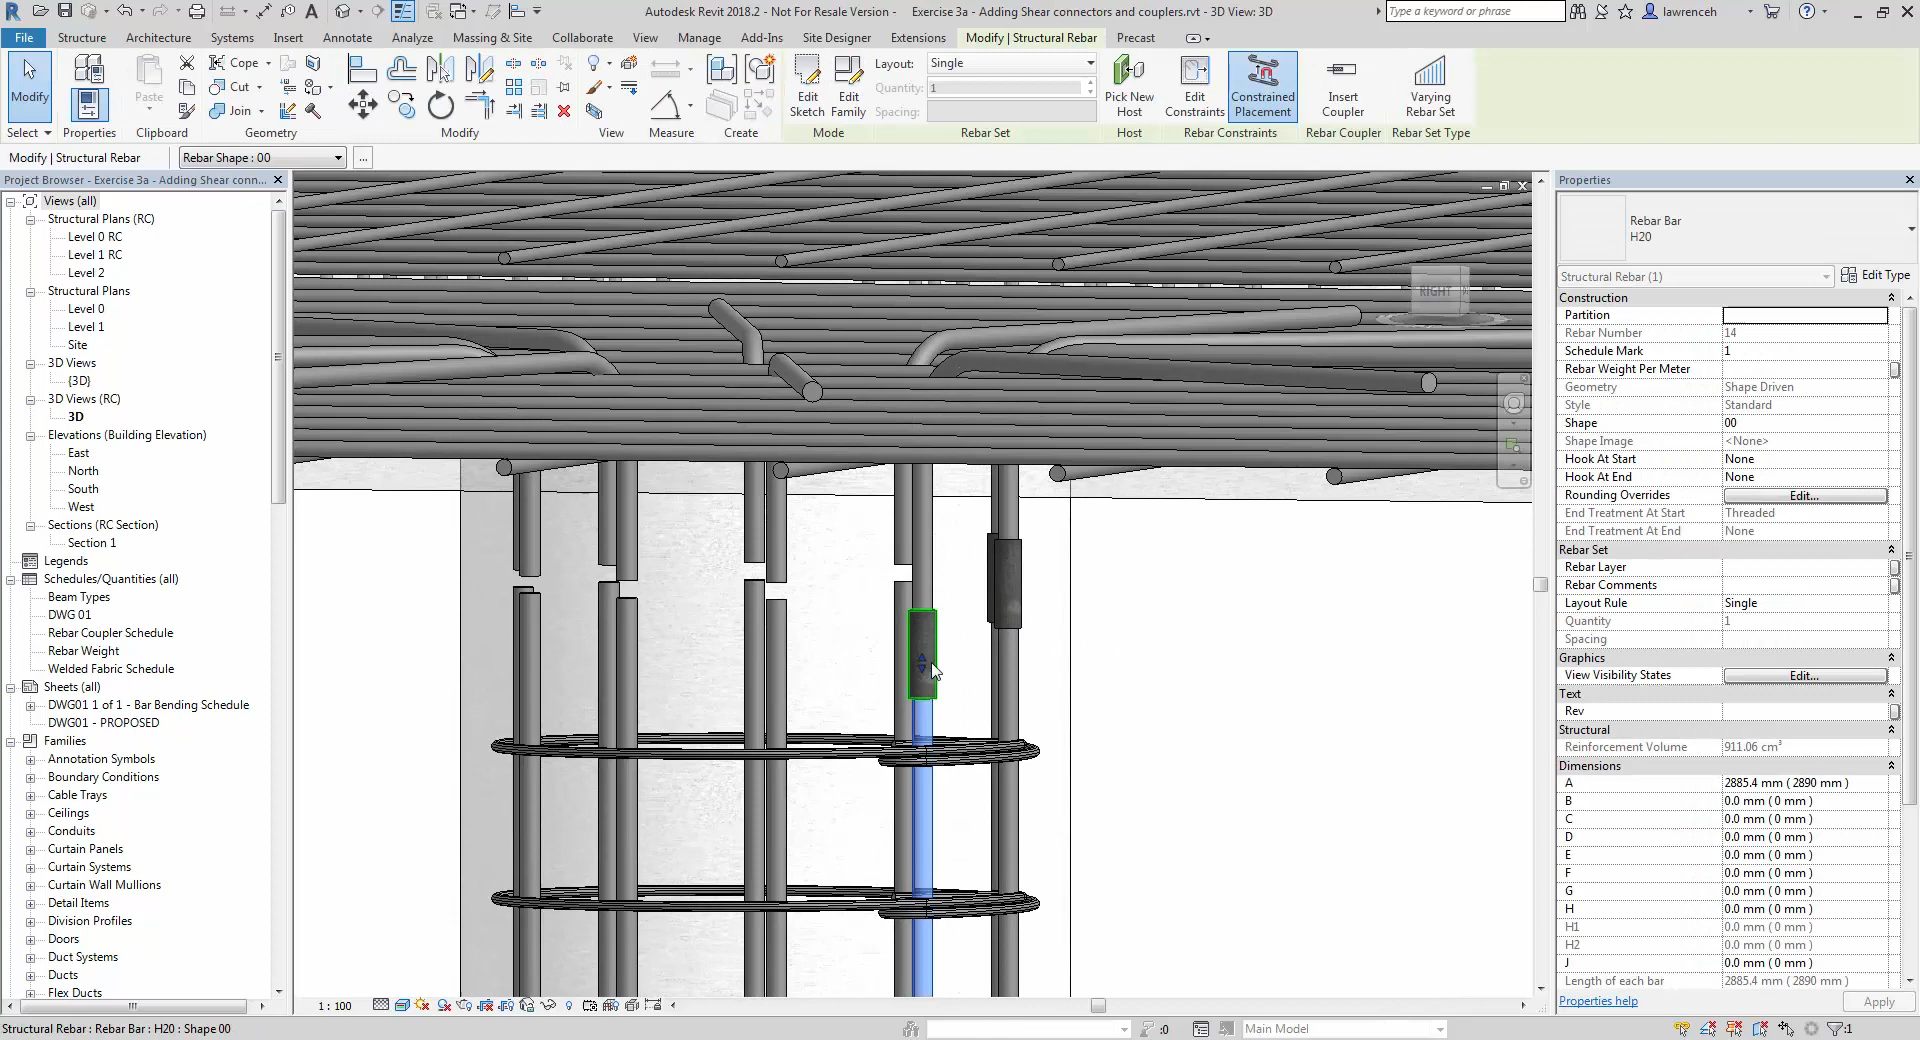 Autodesk Revit 2018.2 - Not For Resale Version - Exercise 3a - Adding Shear connectors and couplers.rvt - 3D View: 3D
Type a keyword or phrase
lawrenceh
File Structure Architecture Systems Insert Annotate Analyze Massing & Site Collaborate View Manage Add-Ins Site Designer Extensions Modify | Structural Rebar Precast
Modify
Paste
Cope
Cut
Join
Edit Sketch
Edit Family
Layout: Single
Quantity: 1
Spacing:
Pick New Host
Edit Constraints
Constrained Placement
Insert Coupler
Varying Rebar Set
Select Properties Clipboard Geometry Modify View Measure Create Mode Rebar Set Host Rebar Constraints Rebar Coupler Rebar Set Type
Modify | Structural Rebar
Rebar Shape : 00
...
Project Browser - Exercise 3a - Adding Shear conn...
Views (all)
Structural Plans (RC)
Level 0 RC
Level 1 RC
Level 2
Structural Plans
Level 0
Level 1
Site
3D Views
{3D}
3D Views (RC)
3D
Elevations (Building Elevation)
East
North
South
West
Sections (RC Section)
Section 1
Legends
Schedules/Quantities (all)
Beam Types
DWG 01
Rebar Coupler Schedule
Rebar Weight
Welded Fabric Schedule
Sheets (all)
DWG01 1 of 1 - Bar Bending Schedule
DWG01 - PROPOSED
Families
Annotation Symbols
Boundary Conditions
Cable Trays
Ceilings
Conduits
Curtain Panels
Curtain Systems
Curtain Wall Mullions
Detail Items
Division Profiles
Doors
Duct Systems
Ducts
Flex Ducts
RIGHT
1 : 100
Properties
Rebar Bar
H20
Structural Rebar (1)
Edit Type
Construction
Partition
Rebar Number 14
Schedule Mark 1
Rebar Weight Per Meter
Geometry Shape Driven
Style Standard
Shape 00
Shape Image <None>
Hook At Start None
Hook At End None
Rounding Overrides Edit...
End Treatment At Start Threaded
End Treatment At End None
Rebar Set
Rebar Layer
Rebar Comments
Layout Rule Single
Quantity 1
Spacing
Graphics
View Visibility States Edit...
Text
Rev
Structural
Reinforcement Volume 911.06 cm³
Dimensions
A 2885.4 mm ( 2890 mm )
B 0.0 mm ( 0 mm )
C 0.0 mm ( 0 mm )
D 0.0 mm ( 0 mm )
E 0.0 mm ( 0 mm )
F 0.0 mm ( 0 mm )
G 0.0 mm ( 0 mm )
H 0.0 mm ( 0 mm )
H1 0.0 mm ( 0 mm )
H2 0.0 mm ( 0 mm )
J 0.0 mm ( 0 mm )
Length of each bar 2885.4 mm ( 2890 mm )
Properties help
Apply
Structural Rebar : Rebar Bar : H20 : Shape 00
:0
Main Model
:1